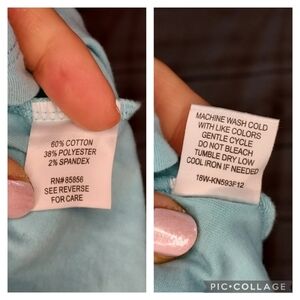 60% COTTON
38% POLYESTER
2% SPANDEX
RN# 85856
SEE REVERSE
FOR CARE
MACHINE WASH COLD
WITH LIKE COLORS
GENTLE CYCLE
DO NOT BLEACH
TUMBLE DRY LOW
COOL IRON IF NEEDED
18W-KN593F12
PIC•COLLAGE